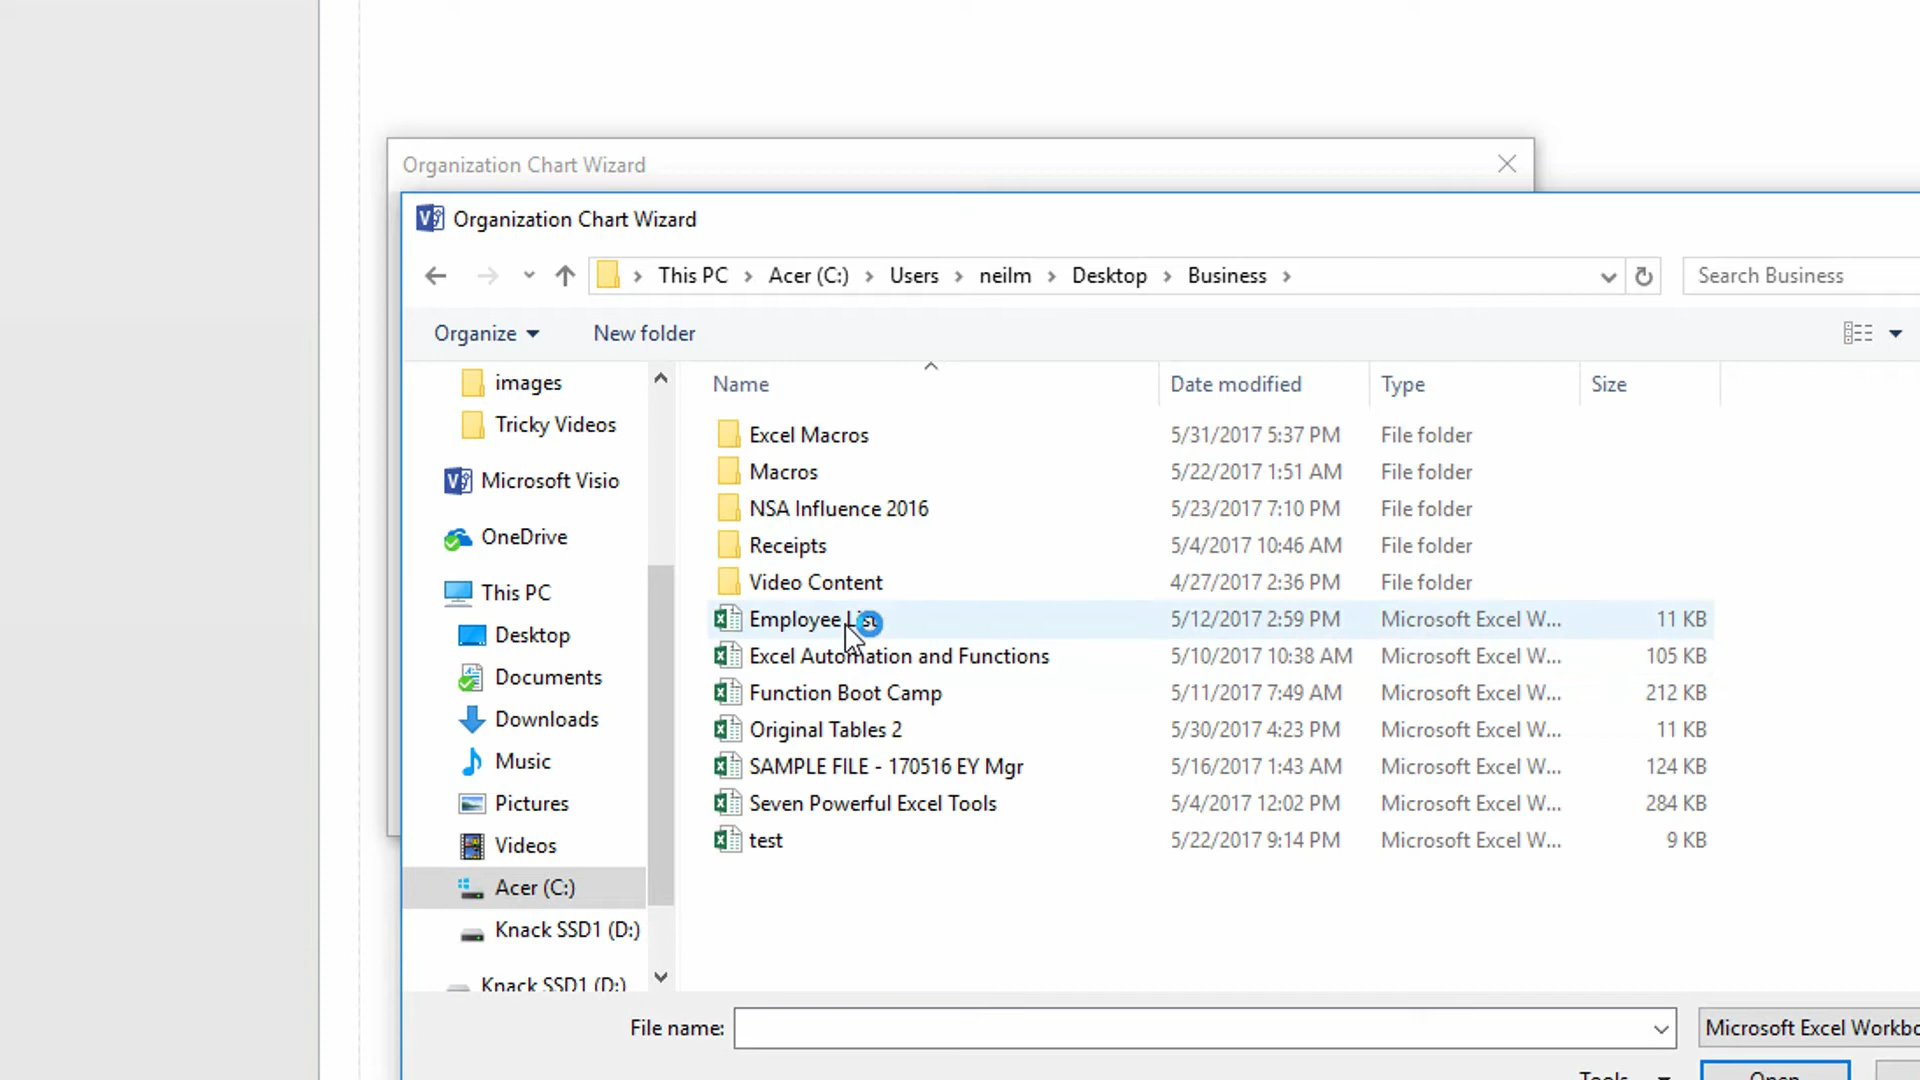 Organization Chart Wizard
Organization Chart Wizard
This PC > Acer (C:) > Users > neilm > Desktop > Business >
Search Business
Organize
New folder
images
Tricky Videos
Microsoft Visio
OneDrive
This PC
Desktop
Documents
Downloads
Music
Pictures
Videos
Acer (C:)
Knack SSD1 (D:)
Knack SSD1 (D:)
Name Date modified Type Size
Excel Macros 5/31/2017 5:37 PM File folder
Macros 5/22/2017 1:51 AM File folder
NSA Influence 2016 5/23/2017 7:10 PM File folder
Receipts 5/4/2017 10:46 AM File folder
Video Content 4/27/2017 2:36 PM File folder
Employee List 5/12/2017 2:59 PM Microsoft Excel W... 11 KB
Excel Automation and Functions 5/10/2017 10:38 AM Microsoft Excel W... 105 KB
Function Boot Camp 5/11/2017 7:49 AM Microsoft Excel W... 212 KB
Original Tables 2 5/30/2017 4:23 PM Microsoft Excel W... 11 KB
SAMPLE FILE - 170516 EY Mgr 5/16/2017 1:43 AM Microsoft Excel W... 124 KB
Seven Powerful Excel Tools 5/4/2017 12:02 PM Microsoft Excel W... 284 KB
test 5/22/2017 9:14 PM Microsoft Excel W... 9 KB
File name:
Microsoft Excel Workbo
Tools
Open